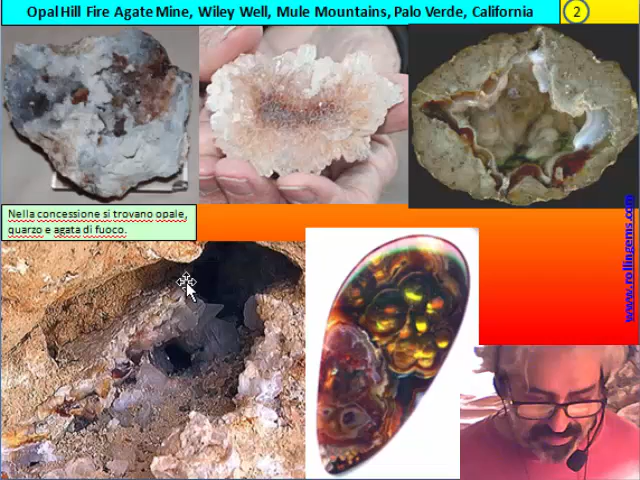 Opal Hill Fire Agate Mine, Wiley Well, Mule Mountains, Palo Verde, California
2
Nella concessione si trovano opale,
quarzo e agata di fuoco.
www.rollingems.com